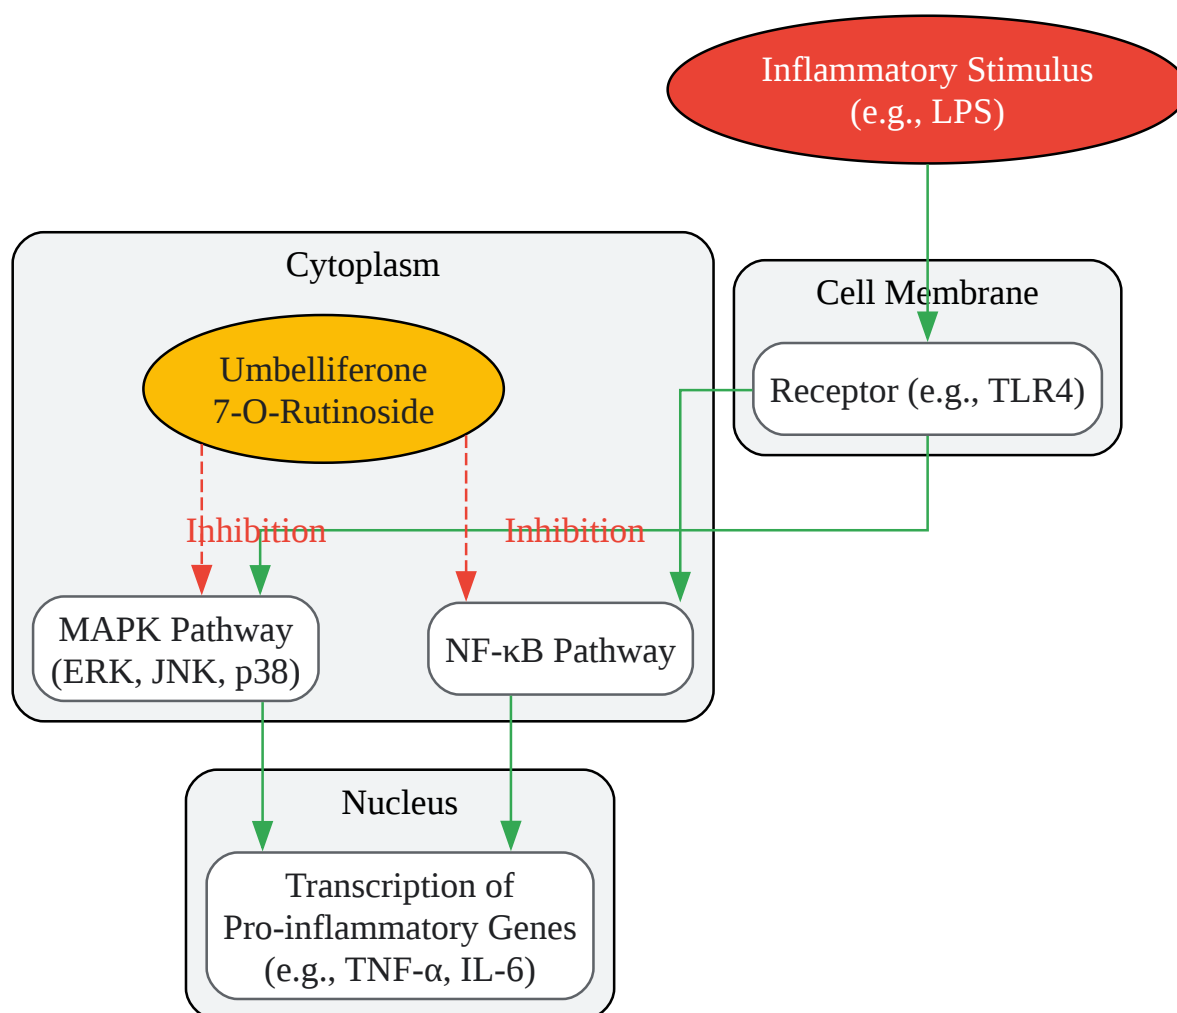 Inflammatory Stimulus
(e.g., LPS)
Cytoplasm
Cell Membrane
Umbelliferone
7-O-Rutinoside
Receptor (e.g., TLR4)
Inhibition
Inhibition
MAPK Pathway
(ERK, JNK, p38)
NF-κB Pathway
Nucleus
Transcription of
Pro-inflammatory Genes
(e.g., TNF-α, IL-6)